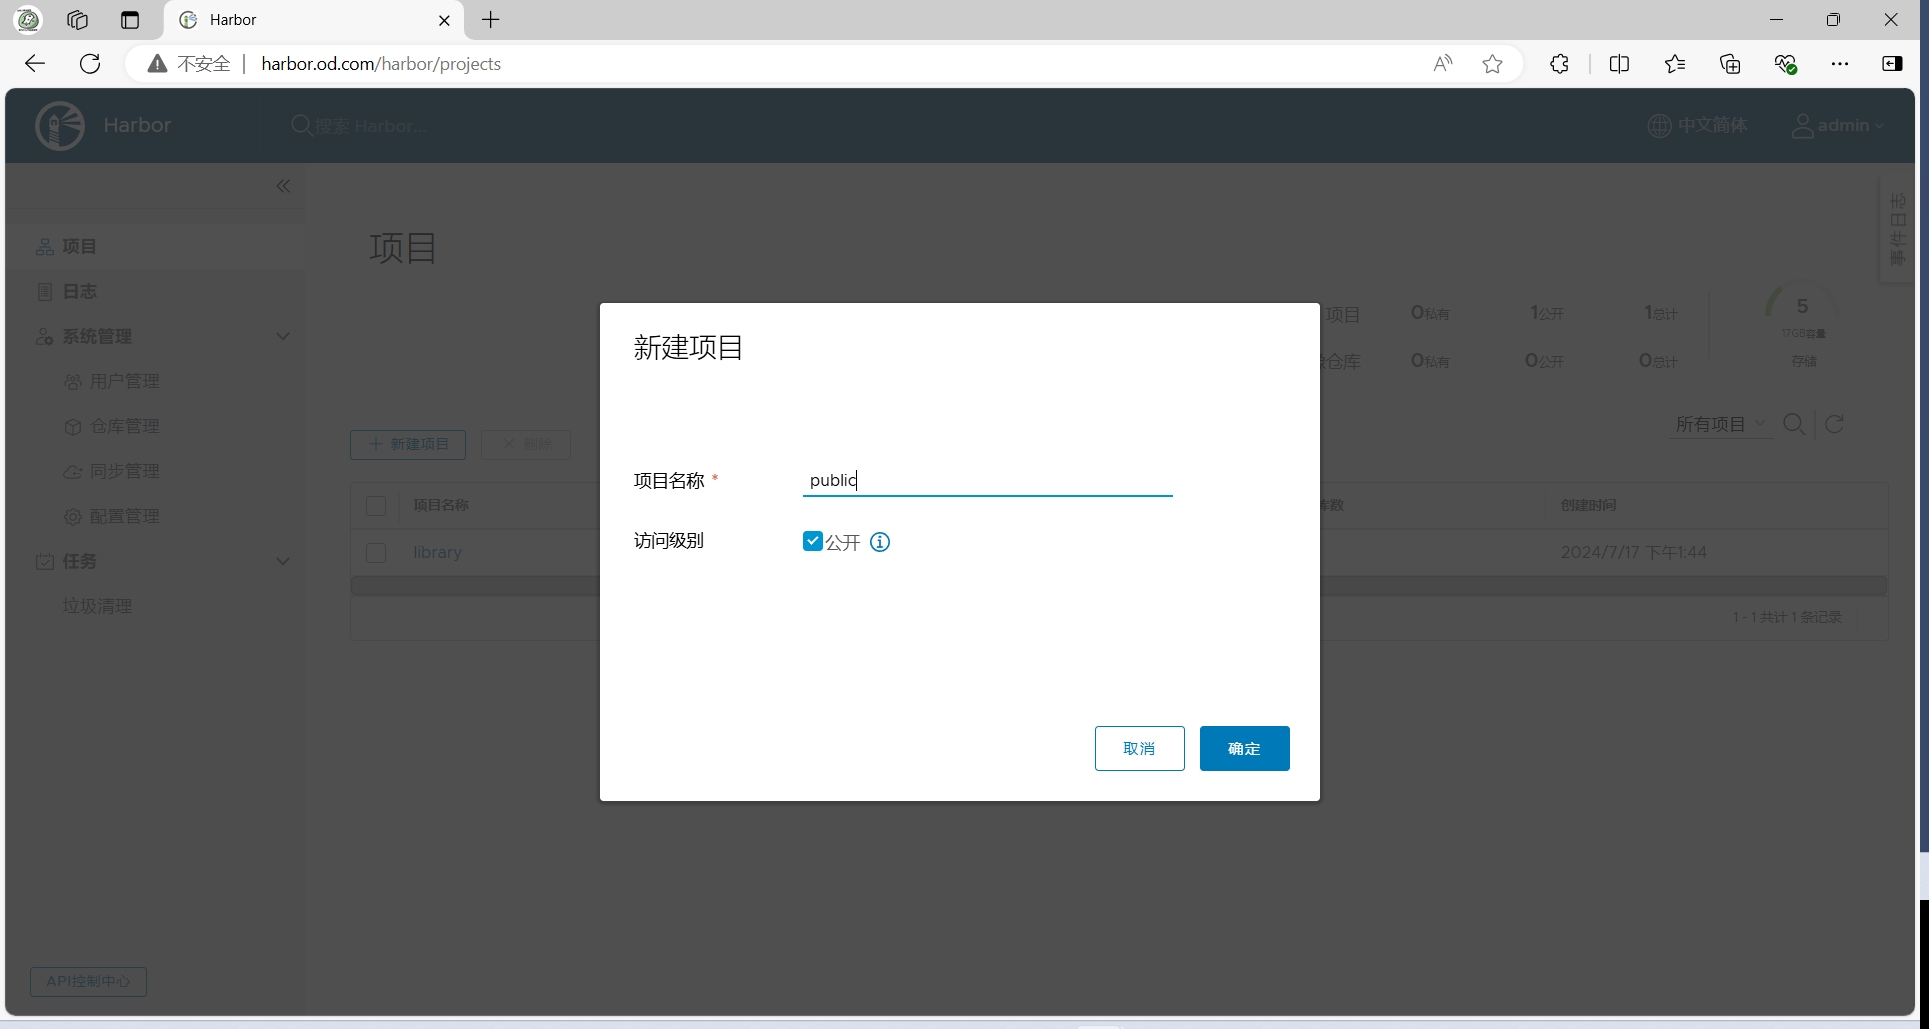 Harbor
不安全
harbor.od.com/harbor/projects
Harbor
搜索 Harbor...
中文简体
admin
事件日志
项目
日志
系统管理
用户管理
仓库管理
同步管理
配置管理
任务
垃圾清理
API控制中心
项目
项目 0私有 1公开 1总计
仓库 0私有 0公开 0总计
5
17GB容量
存储
新建项目 删除
所有项目
项目名称 库数 创建时间
library 2024/7/17 下午1:44
1 - 1 共计 1 条记录
新建项目
项目名称 *
public
访问级别
公开
取消 确定